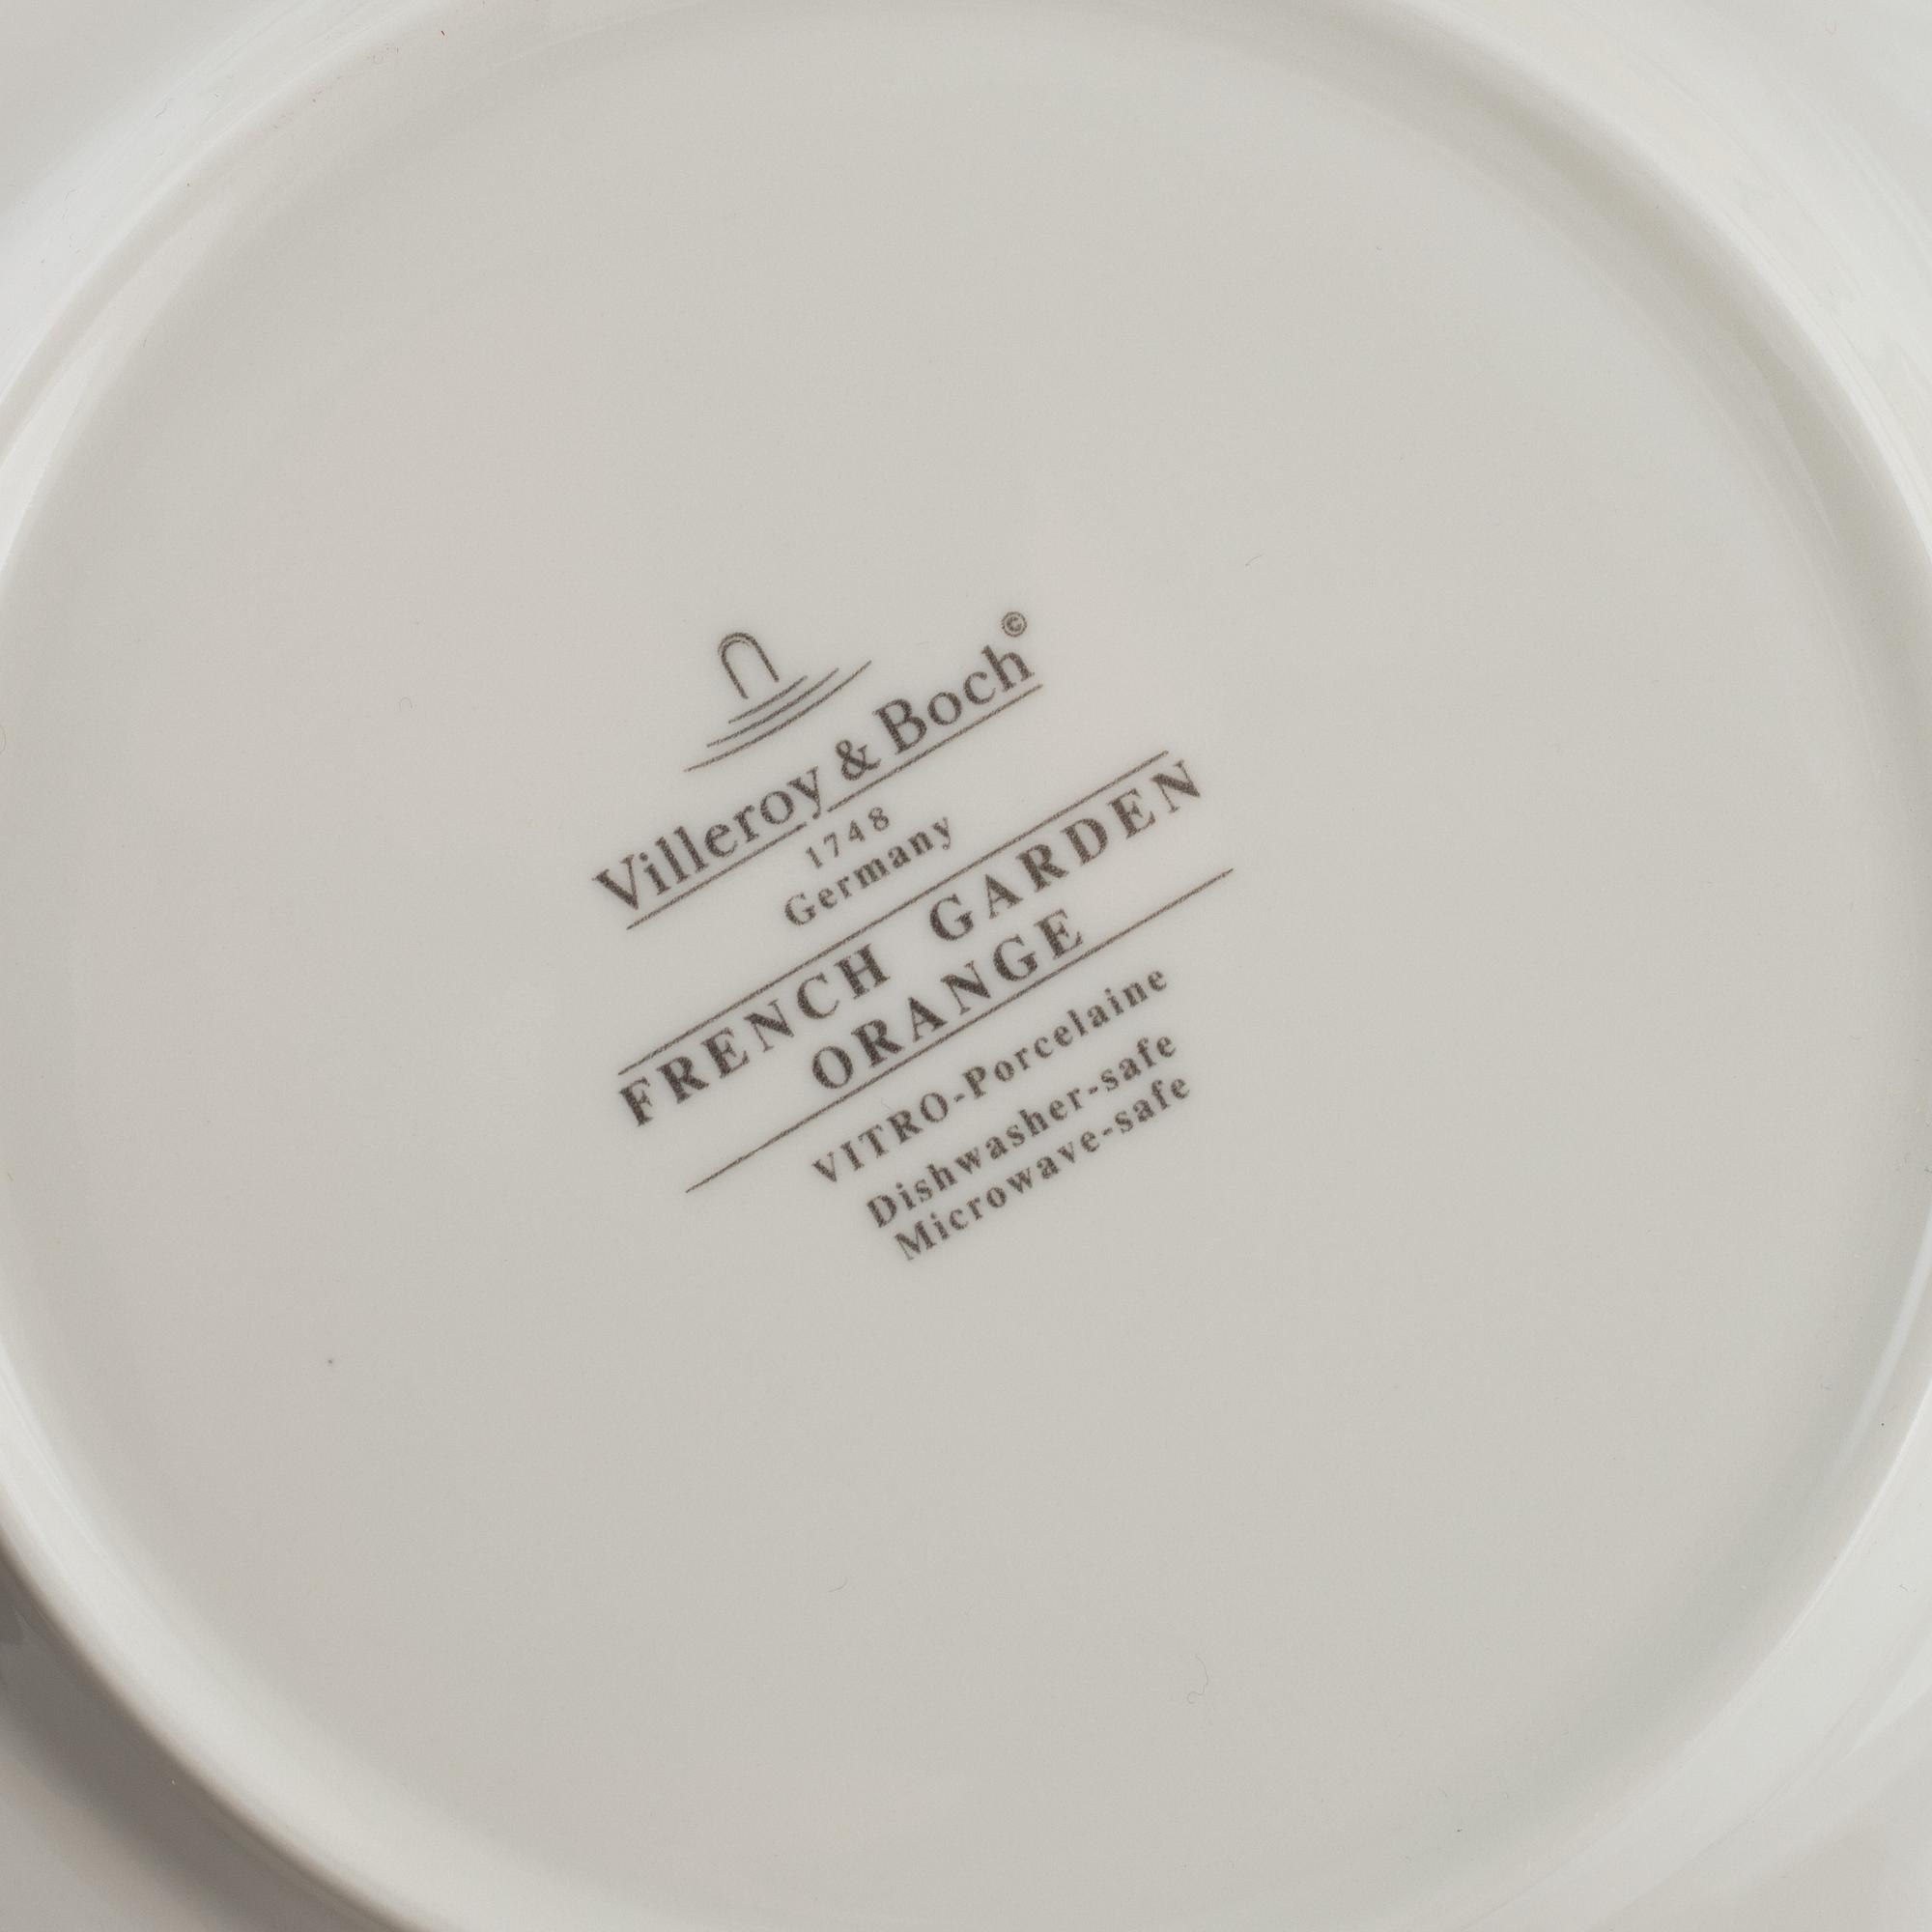 Villeroy & Boch©
1748
Germany
FRENCH GARDEN
ORANGE
VITRO-Porcelaine
Dishwasher-safe
Microwave-safe